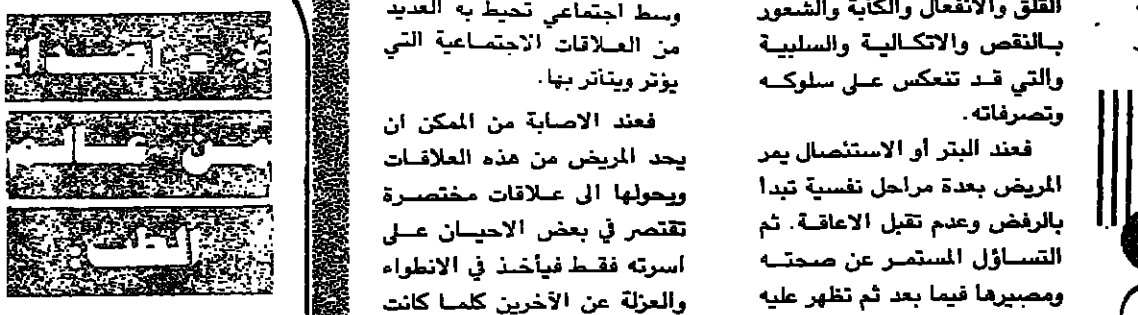 القلق والانفعال والكآبة والشعور
بالنقص والاتكالية والسلبية
والتي قد تنعكس على سلوكه
وتصرفاته.
فعند البتر أو الاستئصال يمر
المريض بعدة مراحل نفسية تبدأ
بالرفض وعدم تقبل الاعاقة. ثم
التساؤل المستمر عن صحته
ومصيرها فيما بعد ثم تظهر عليه
وسط اجتماعي تحيط به العديد
من العلاقات الاجتماعية التي
يؤثر ويتأثر بها.
فعند الاصابة من الممكن ان
يحد المريض من هذه العلاقات
ويحولها الى علاقات مختصرة
تقتصر في بعض الاحيان على
اسرته فقط فيأخذ في الانطواء
والعزلة عن الآخرين كلما كانت
من عالم
الطب